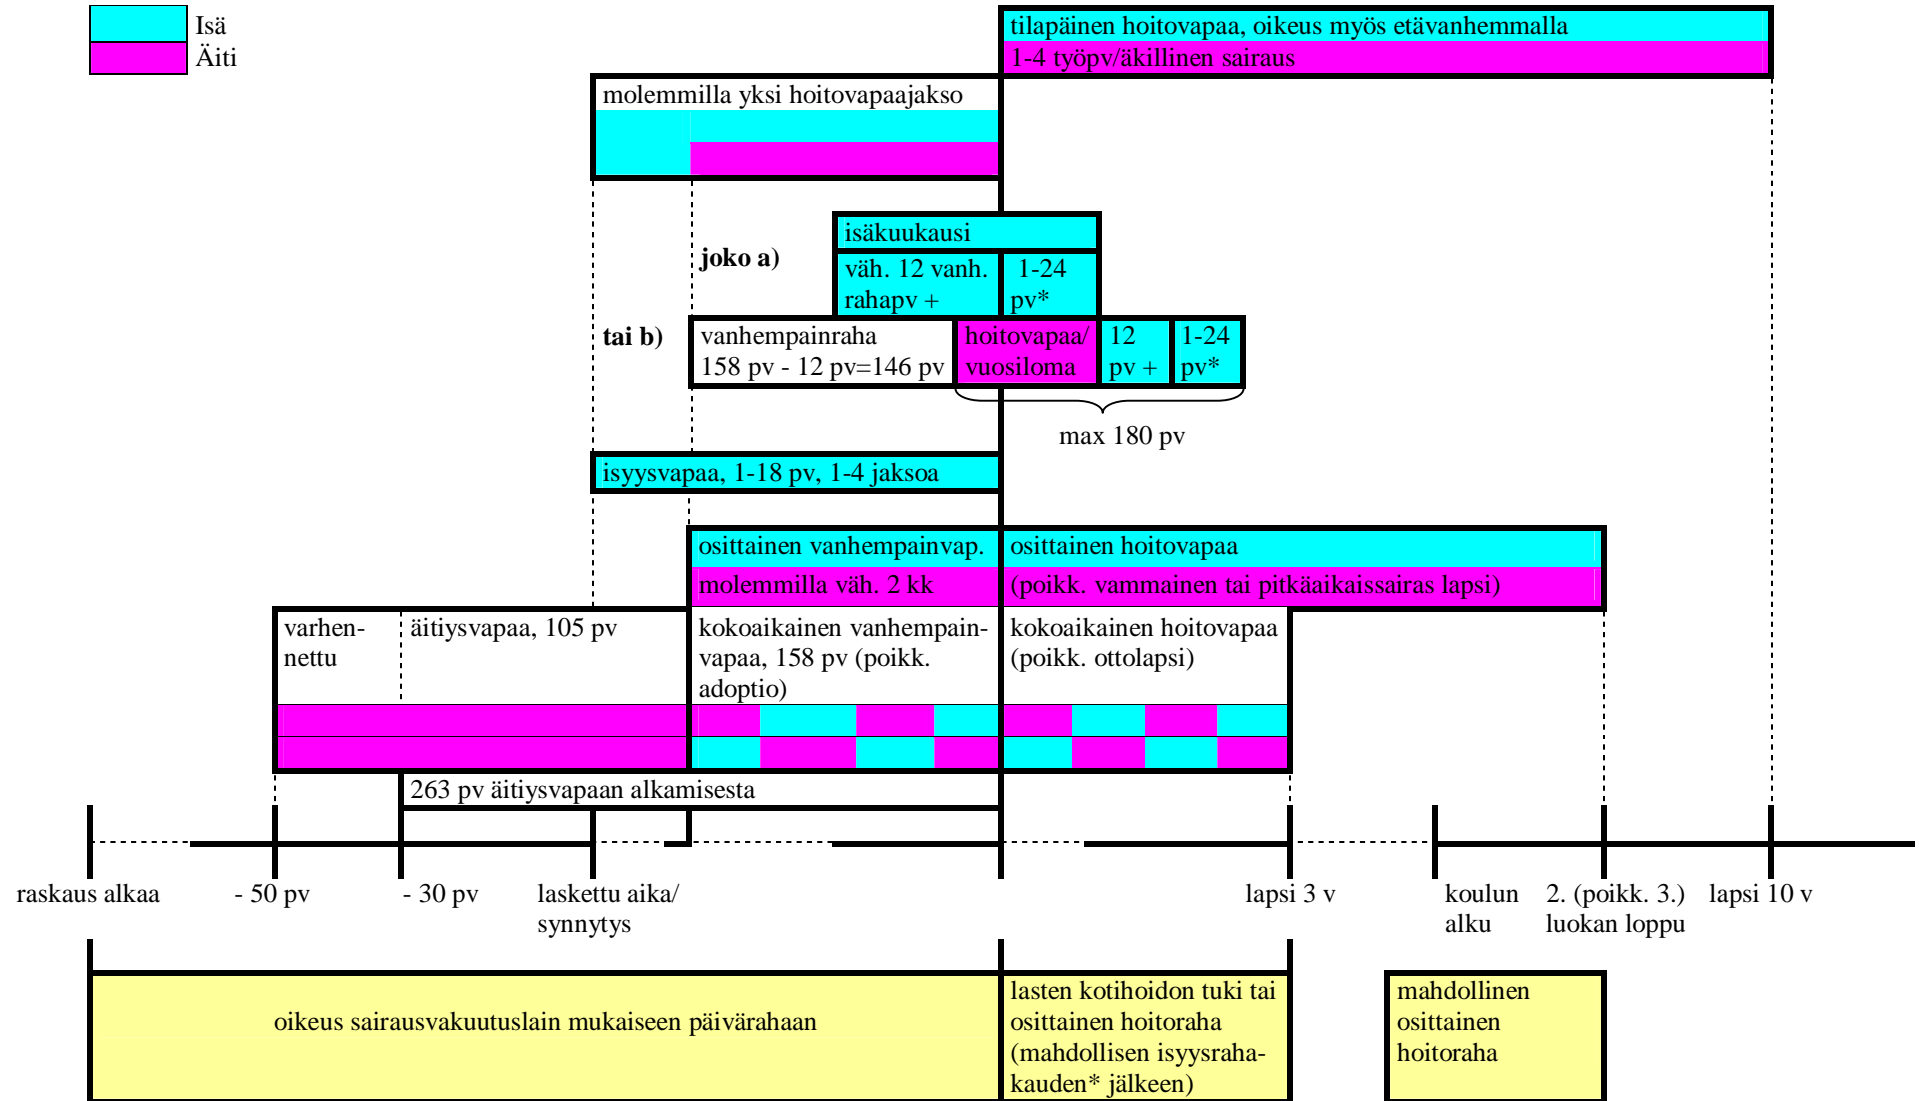 Isä
Äiti
tilapäinen hoitovapaa, oikeus myös etävanhemmalla
1-4 työpv/äkillinen sairaus
molemmilla yksi hoitovapaajakso
joko a)
isäkuukausi
väh. 12 vanh.
rahapv +
1-24
pv*
tai b)
vanhempainraha
158 pv - 12 pv=146 pv
hoitovapaa/
vuosiloma
12
pv +
1-24
pv*
max 180 pv
isyysvapaa, 1-18 pv, 1-4 jaksoa
osittainen vanhempainvap.
molemmilla väh. 2 kk
osittainen hoitovapaa
(poikk. vammainen tai pitkäaikaissairas lapsi)
varhen-
nettu
äitiysvapaa, 105 pv
kokoaikainen vanhempain-
vapaa, 158 pv (poikk.
adoptio)
kokoaikainen hoitovapaa
(poikk. ottolapsi)
263 pv äitiysvapaan alkamisesta
raskaus alkaa
- 50 pv
- 30 pv
laskettu aika/
synnytys
lapsi 3 v
koulun
alku
2. (poikk. 3.)
luokan loppu
lapsi 10 v
oikeus sairausvakuutuslain mukaiseen päivärahaan
lasten kotihoidon tuki tai
osittainen hoitoraha
(mahdollisen isyysraha-
kauden* jälkeen)
mahdollinen
osittainen
hoitoraha